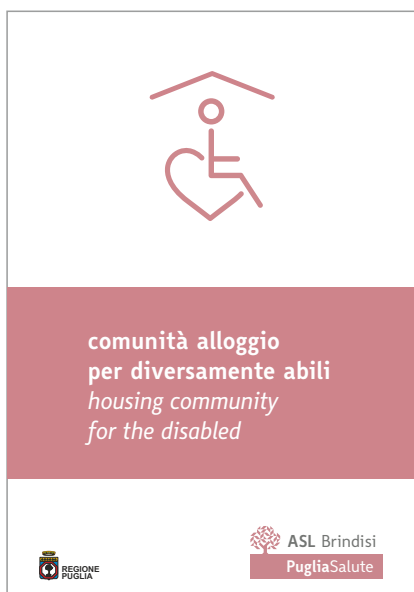 comunità alloggio
per diversamente abili
housing community
for the disabled
REGIONE
PUGLIA
ASL Brindisi
PugliaSalute